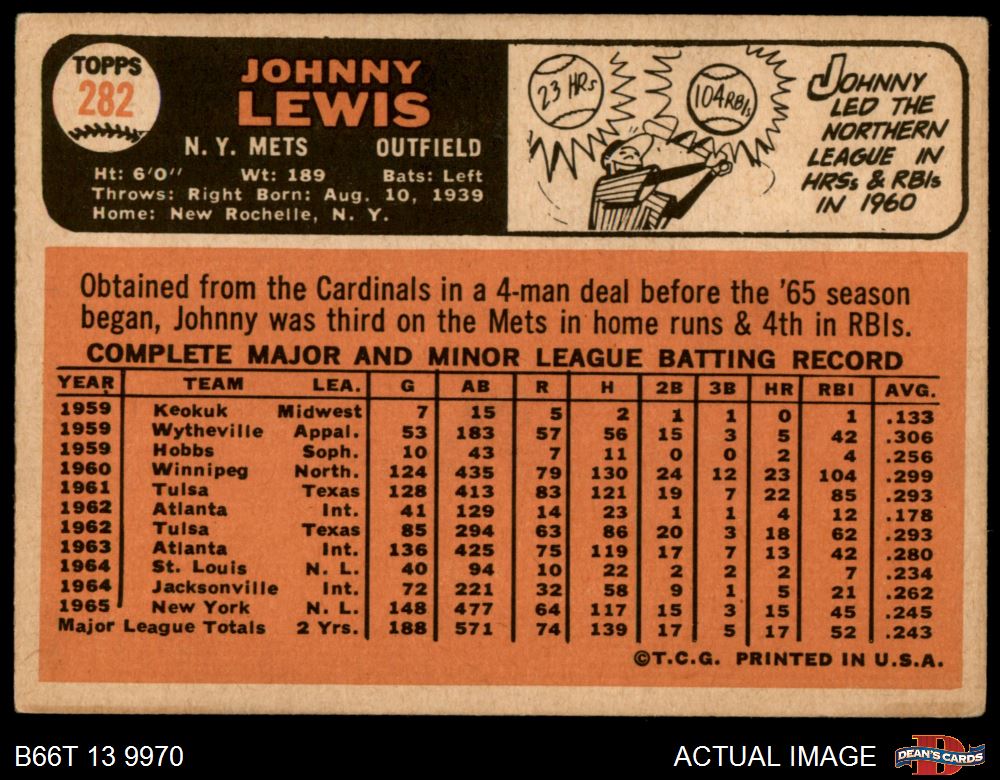 TOPPS
282
JOHNNY
LEWIS
N. Y. METS OUTFIELD
Ht: 6'0" Wt: 189 Bats: Left
Throws: Right Born: Aug. 10, 1939
Home: New Rochelle, N. Y.
23 HRs
104 RBIs
JOHNNY
LED THE
NORTHERN
LEAGUE IN
HRSs & RBIs
IN 1960
Obtained from the Cardinals in a 4-man deal before the '65 season
began, Johnny was third on the Mets in home runs & 4th in RBIs.
COMPLETE MAJOR AND MINOR LEAGUE BATTING RECORD
YEAR TEAM LEA. G AB R H 2B 3B HR RBI AVG.
1959 Keokuk Midwest 7 15 5 2 1 1 0 1 .133
1959 Wytheville Appal. 53 183 57 56 15 3 5 42 .306
1959 Hobbs Soph. 10 43 7 11 0 0 2 4 .256
1960 Winnipeg North. 124 435 79 130 24 12 23 104 .299
1961 Tulsa Texas 128 413 83 121 19 7 22 85 .293
1962 Atlanta Int. 41 129 14 23 1 1 4 12 .178
1962 Tulsa Texas 85 294 63 86 20 3 18 62 .293
1963 Atlanta Int. 136 425 75 119 17 7 13 42 .280
1964 St. Louis N. L. 40 94 10 22 2 2 2 7 .234
1964 Jacksonville Int. 72 221 32 58 9 1 5 21 .262
1965 New York N. L. 148 477 64 117 15 3 15 45 .245
Major League Totals 2 Yrs. 188 571 74 139 17 5 17 52 .243
©T.C.G. PRINTED IN U.S.A.
B66T 13 9970 ACTUAL IMAGE DEAN'S CARDS